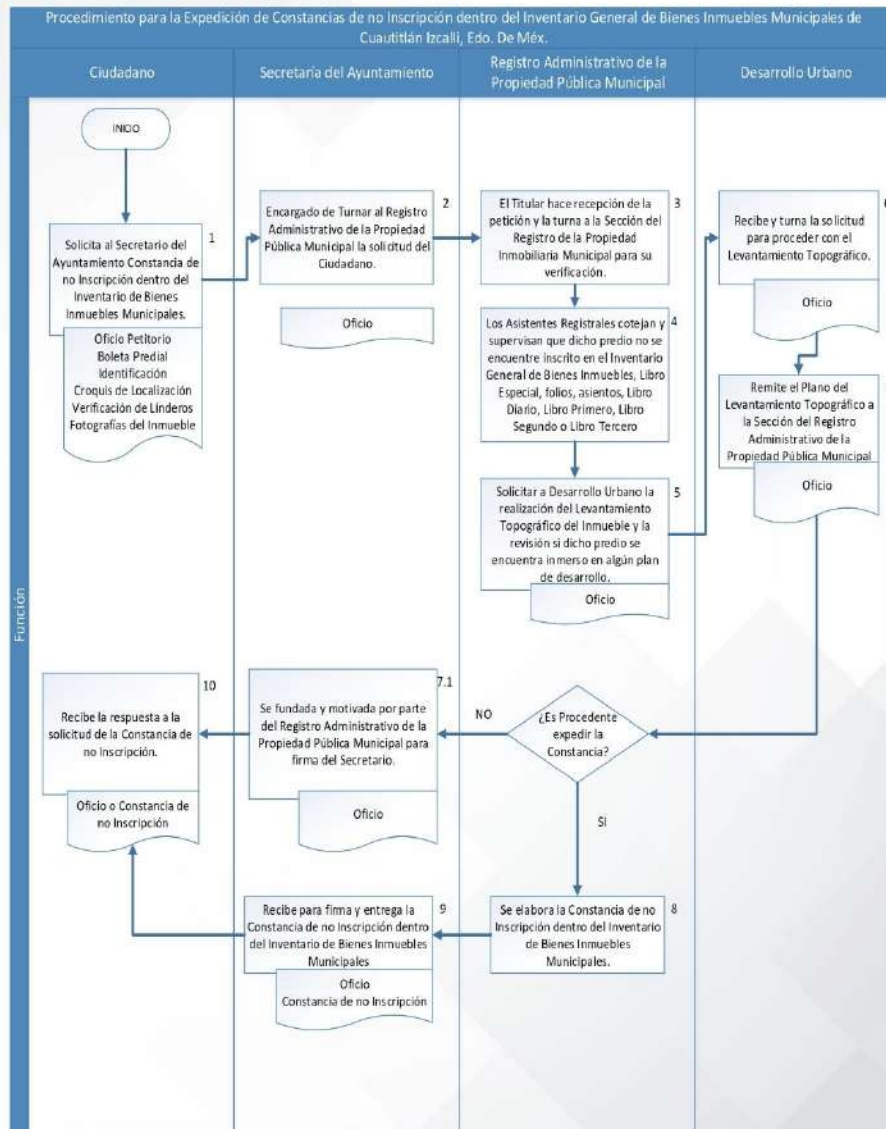 Procedimiento para la Expedición de Constancias de no Inscripción dentro del Inventario General de Bienes Inmuebles Municipales de
Cuautitlán Izcalli, Edo. De Méx.
Ciudadano
Secretaría del Ayuntamiento
Registro Administrativo de la
Propiedad Pública Municipal
Desarrollo Urbano
Función
INICIO
1
Solicita al Secretario del
Ayuntamiento Constancia de
no Inscripción dentro del
Inventario de Bienes
Inmuebles Municipales.
Oficio Petitorio
Boleta Predial
Identificación
Croquis de Localización
Verificación de Linderos
Fotografías del Inmueble
2
Encargado de Turnar al Registro
Administrativo de la Propiedad
Pública Municipal la solicitud del
Ciudadano.
Oficio
3
El Titular hace recepción de la
petición y la turna a la Sección del
Registro de la Propiedad
Inmobiliaria Municipal para su
verificación.
4
Los Asistentes Registrales cotejan y
supervisan que dicho predio no se
encuentre inscrito en el Inventario
General de Bienes Inmuebles, Libro
Especial, folios, asientos, Libro
Diario, Libro Primero, Libro
Segundo o Libro Tercero
5
Solicitar a Desarrollo Urbano la
realización del Levantamiento
Topográfico del Inmueble y la
revisión si dicho predio se
encuentra inmerso en algún plan
de desarrollo.
Oficio
Recibe y turna la solicitud
para proceder con el
Levantamiento Topográfico.
Oficio
Remite el Plano del
Levantamiento Topográfico a
la Sección del Registro
Administrativo de la
Propiedad Pública Municipal
Oficio
¿Es Procedente
expedir la
Constancia?
NO
SI
7.1
Se fundada y motivada por parte
del Registro Administrativo de la
Propiedad Pública Municipal para
firma del Secretario.
Oficio
8
Se elabora la Constancia de no
Inscripción dentro del Inventario
de Bienes Inmuebles
Municipales.
9
Recibe para firma y entrega la
Constancia de no Inscripción dentro
del Inventario de Bienes Inmuebles
Municipales
Oficio
Constancia de no Inscripción
10
Recibe la respuesta a la
solicitud de la Constancia de
no Inscripción.
Oficio o Constancia de
no Inscripción